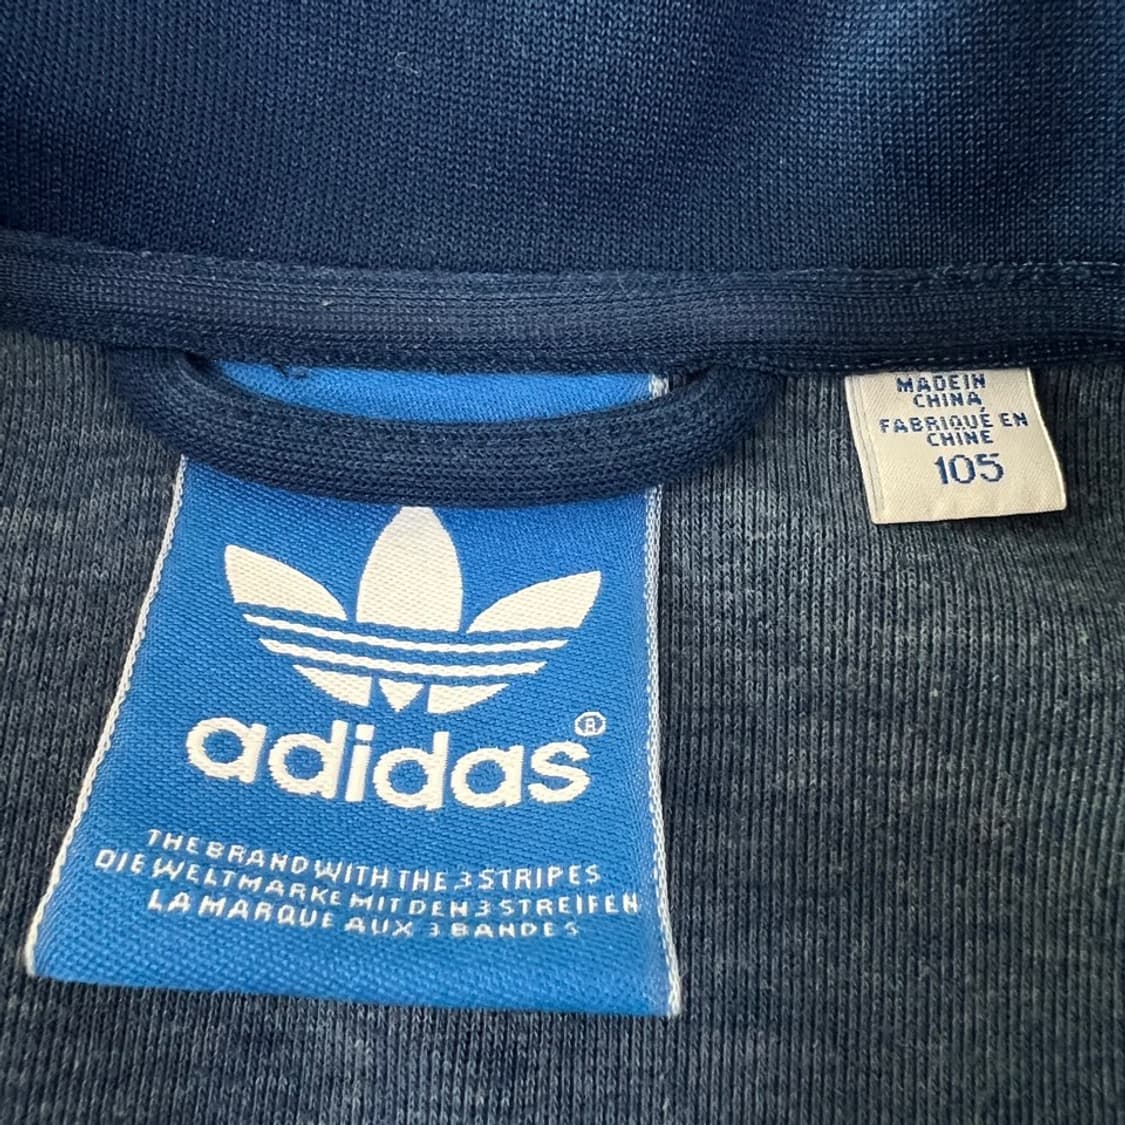 adidas®
THE BRAND WITH THE 3 STRIPES
DIE WELTMARKE MIT DEN 3 STREIFEN
LA MARQUE AUX 3 BANDES
MADE IN
CHINA
FABRIQUÉ EN
CHINE
105